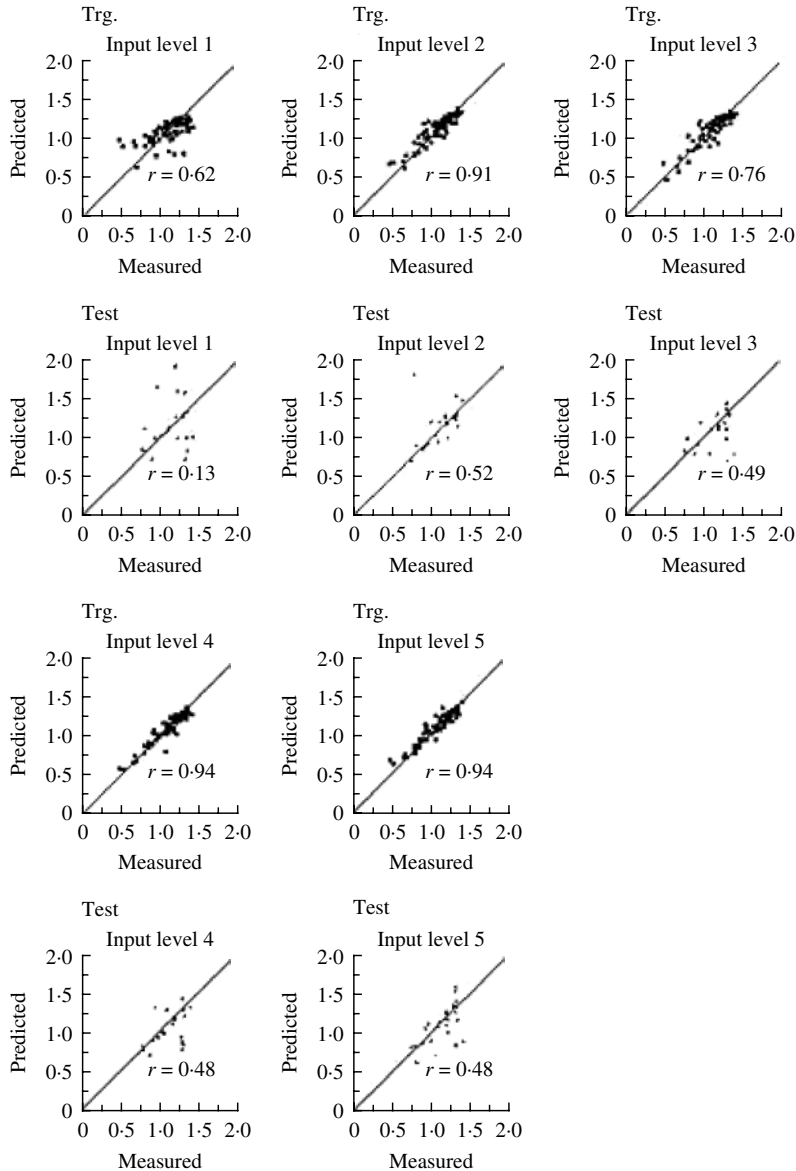 Trg.
Input level 1
2·0
1·5
1·0
0·5
0
Predicted
r = 0·62
0 0·5 1·0 1·5 2·0
Measured
Trg.
Input level 2
2·0
1·5
1·0
0·5
0
Predicted
r = 0·91
0 0·5 1·0 1·5 2·0
Measured
Trg.
Input level 3
2·0
1·5
1·0
0·5
0
Predicted
r = 0·76
0 0·5 1·0 1·5 2·0
Measured
Test
Input level 1
2·0
1·5
1·0
0·5
0
Predicted
r = 0·13
0 0·5 1·0 1·5 2·0
Measured
Test
Input level 2
2·0
1·5
1·0
0·5
0
Predicted
r = 0·52
0 0·5 1·0 1·5 2·0
Measured
Test
Input level 3
2·0
1·5
1·0
0·5
0
Predicted
r = 0·49
0 0·5 1·0 1·5 2·0
Measured
Trg.
Input level 4
2·0
1·5
1·0
0·5
0
Predicted
r = 0·94
0 0·5 1·0 1·5 2·0
Measured
Trg.
Input level 5
2·0
1·5
1·0
0·5
0
Predicted
r = 0·94
0 0·5 1·0 1·5 2·0
Measured
Test
Input level 4
2·0
1·5
1·0
0·5
0
Predicted
r = 0·48
0 0·5 1·0 1·5 2·0
Measured
Test
Input level 5
2·0
1·5
1·0
0·5
0
Predicted
r = 0·48
0 0·5 1·0 1·5 2·0
Measured